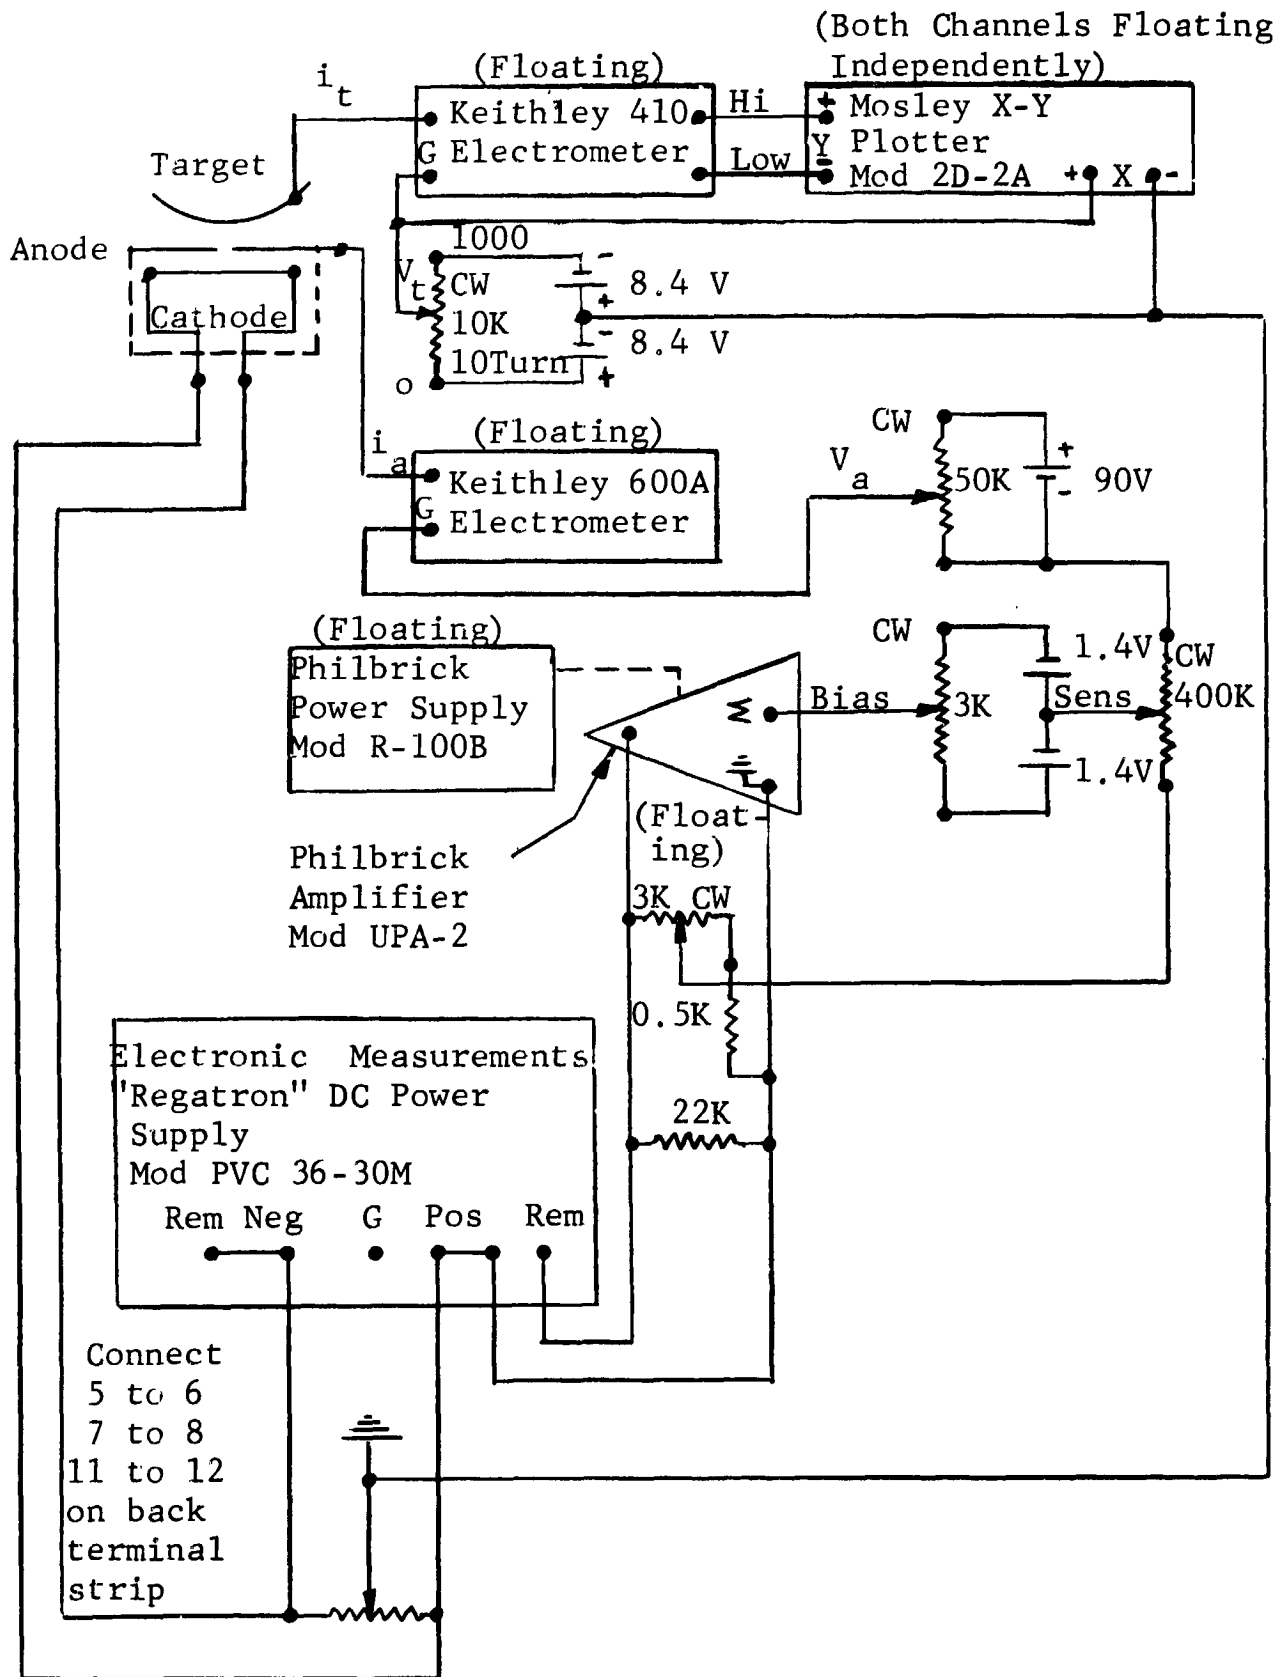 (Both Channels Floating
Independently)
(Floating)
i t
Keithley 410
G Electrometer
Hi
Low
+ Mosley X-Y
Y Plotter
- Mod 2D-2A + X -
Target
Anode
Cathode
1000
V t CW
10K
10Turn
o
- 8.4 V +
- 8.4 V +
(Floating)
i a
Keithley 600A
G Electrometer
V a
CW
50K
+ 90V -
(Floating)
Philbrick
Power Supply
Mod R-100B
Σ
Bias
CW
3K
1.4V
Sens
1.4V
CW
400K
(Float-
ing)
Philbrick
Amplifier
Mod UPA-2
3K CW
0.5K
22K
Electronic Measurements
"Regatron" DC Power
Supply
Mod PVC 36-30M
Rem Neg G Pos Rem
Connect
5 to 6
7 to 8
11 to 12
on back
terminal
strip